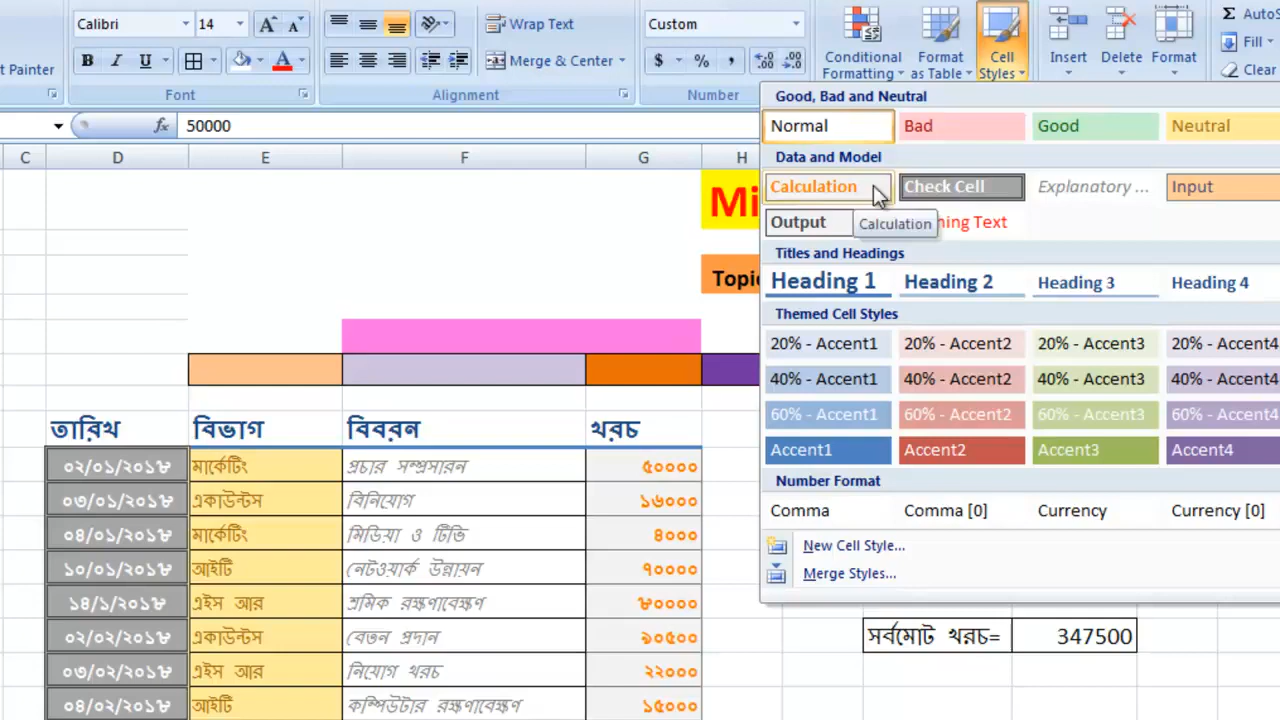 Calibri 14 Wrap Text Custom
t Painter B I U Merge & Center $ % , Conditional Formatting Format as Table Cell Styles Insert Delete Format Σ AutoS Fill Clear
Font Alignment Number
fx 50000
C D E F G H
Good, Bad and Neutral
Normal Bad Good Neutral
Data and Model
Calculation Check Cell Explanatory ... Input
Output ning Text
Calculation
Titles and Headings
Heading 1 Heading 2 Heading 3 Heading 4
Themed Cell Styles
20% - Accent1 20% - Accent2 20% - Accent3 20% - Accent4
40% - Accent1 40% - Accent2 40% - Accent3 40% - Accent4
60% - Accent1 60% - Accent2 60% - Accent3 60% - Accent4
Accent1 Accent2 Accent3 Accent4
Number Format
Comma Comma [0] Currency Currency [0]
New Cell Style...
Merge Styles...
Mi
Topic
তারিখ বিভাগ বিবরন খরচ
০২/০১/২০১৮ মার্কেটিং প্রচার সম্প্রসারন ৫০০০০
০৩/০১/২০১৮ একাউন্টস বিনিযোগ ১৬০০০
০৪/০১/২০১৮ মার্কেটিং মিডিয়া ও টিভি ৪০০০
১০/০১/২০১৮ আইটি নেটওয়ার্ক উন্নায়ন ৭০০০০
১৪/১/২০১৮ এইস আর শ্রমিক রক্ষণাবেক্ষণ ৮০০০০
০২/০২/২০১৮ একাউন্টস বেতন প্রদান ৯০৫০০
০৩/০২/২০১৮ এইস আর নিযোগ খরচ ২২০০০
০৪/০২/২০১৮ আইটি কম্পিউটার রক্ষণাবেক্ষণ ১৫০০০
সর্বমোট খরচ= 347500